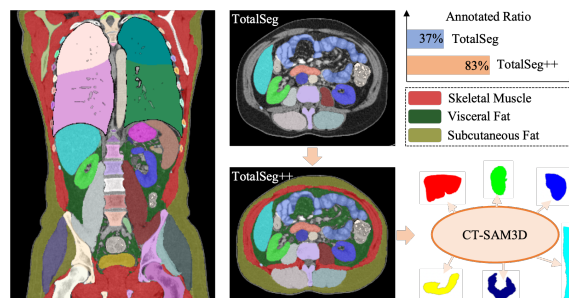 TotalSeg
Annotated Ratio
37%
TotalSeg
83%
TotalSeg++
Skeletal Muscle
Visceral Fat
Subcutaneous Fat
TotalSeg++
CT-SAM3D